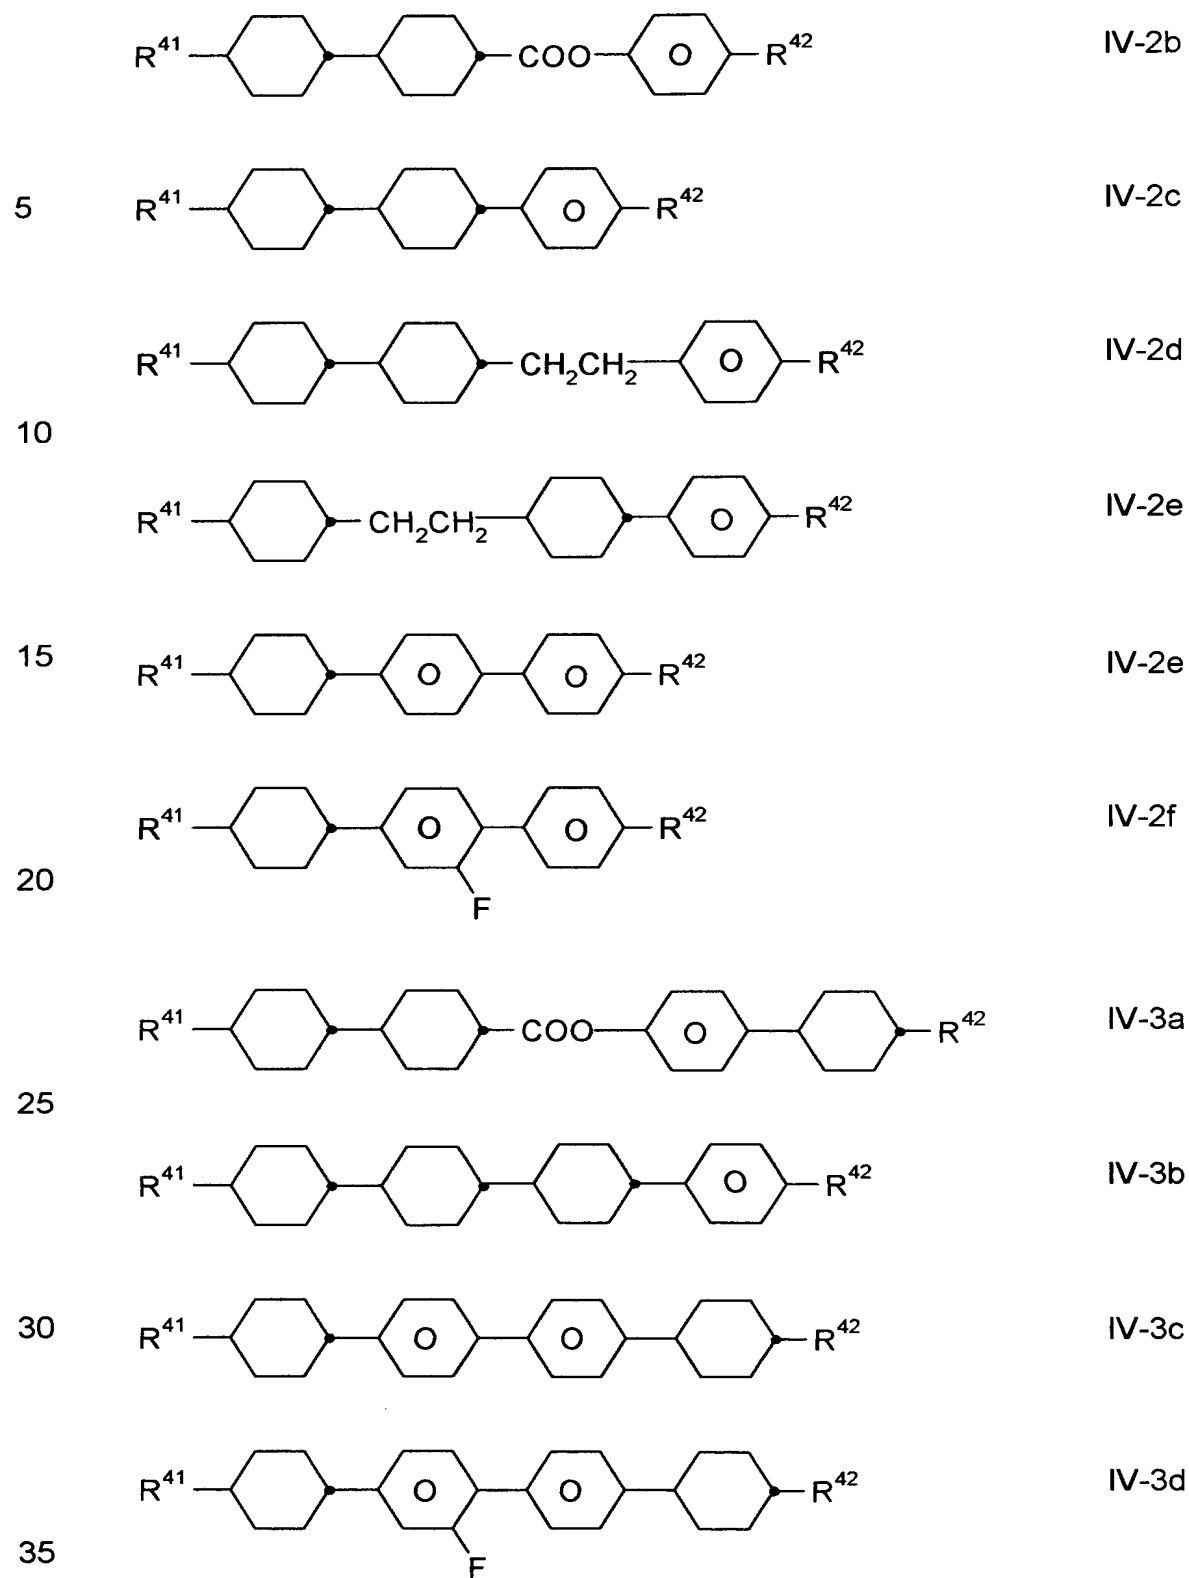 R41 COO O R42 IV-2b
5 R41 O R42 IV-2c
R41 CH2CH2 O R42 IV-2d
10
R41 CH2CH2 O R42 IV-2e
15 R41 O O R42 IV-2e
R41 O O R42 IV-2f
20
F
R41 COO O R42 IV-3a
25
R41 O R42 IV-3b
30 R41 O O R42 IV-3c
R41 O O R42 IV-3d
35
F